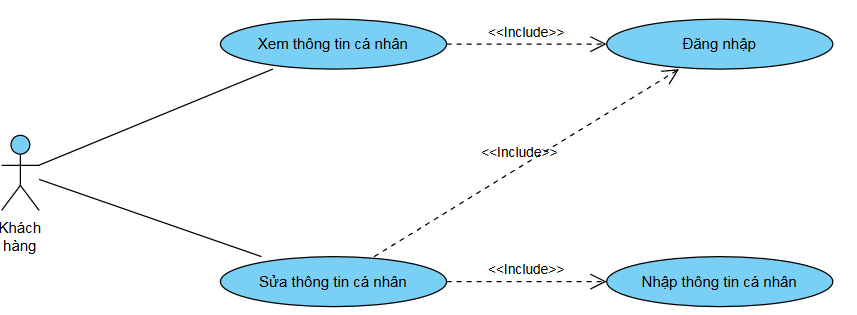 Xem thông tin cá nhân
<<Include>>
Đăng nhập
<<Include>>
Khách
hàng
Sửa thông tin cá nhân
<<Include>>
Nhập thông tin cá nhân